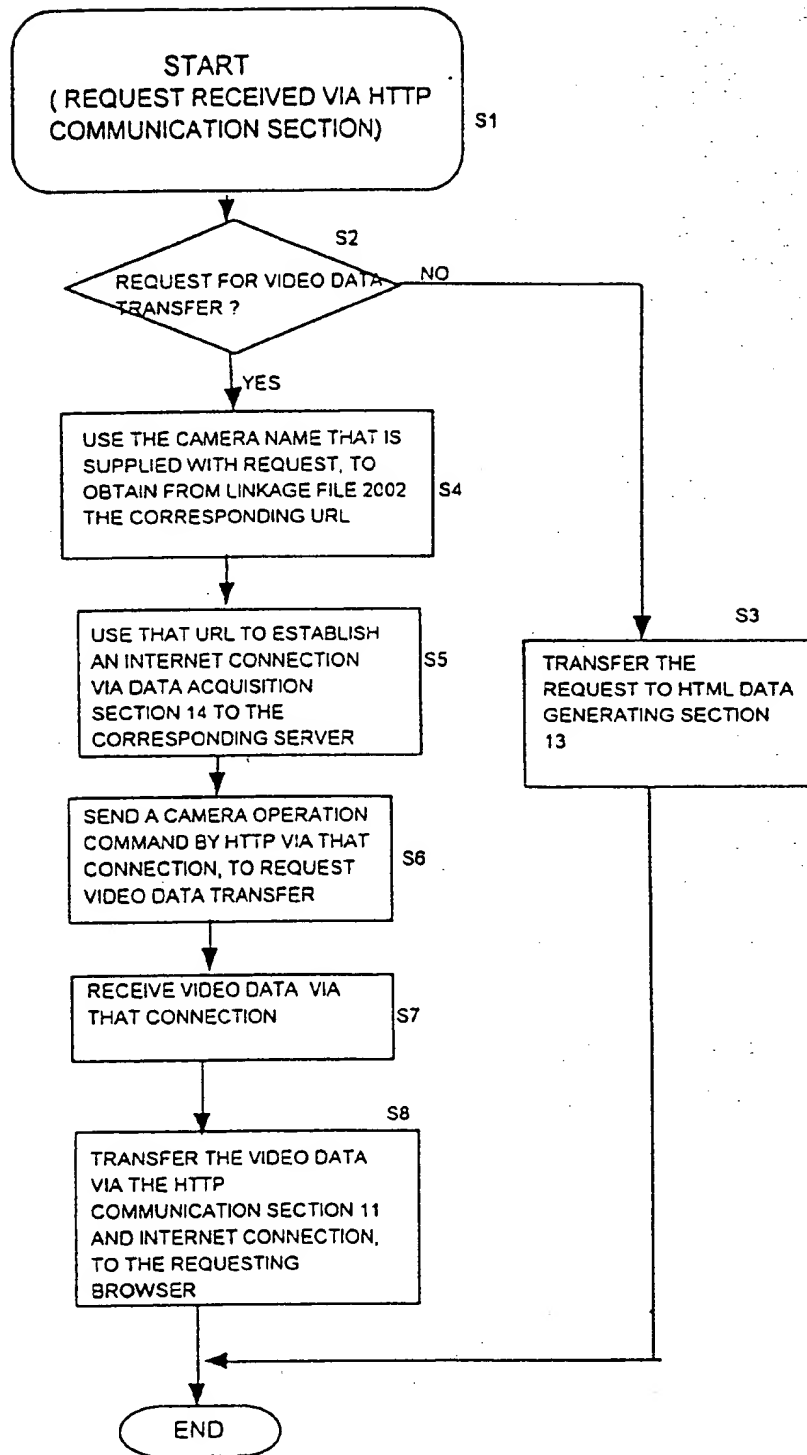 START
( REQUEST RECEIVED VIA HTTP
COMMUNICATION SECTION)
S1
S2
REQUEST FOR VIDEO DATA
TRANSFER ?
NO
YES
USE THE CAMERA NAME THAT IS
SUPPLIED WITH REQUEST, TO
OBTAIN FROM LINKAGE FILE 2002
THE CORRESPONDING URL
S4
USE THAT URL TO ESTABLISH
AN INTERNET CONNECTION
VIA DATA ACQUISITION
SECTION 14 TO THE
CORRESPONDING SERVER
S5
S3
TRANSFER THE
REQUEST TO HTML DATA
GENERATING SECTION
13
SEND A CAMERA OPERATION
COMMAND BY HTTP VIA THAT
CONNECTION, TO REQUEST
VIDEO DATA TRANSFER
S6
RECEIVE VIDEO DATA VIA
THAT CONNECTION
S7
S8
TRANSFER THE VIDEO DATA
VIA THE HTTP
COMMUNICATION SECTION 11
AND INTERNET CONNECTION,
TO THE REQUESTING
BROWSER
END